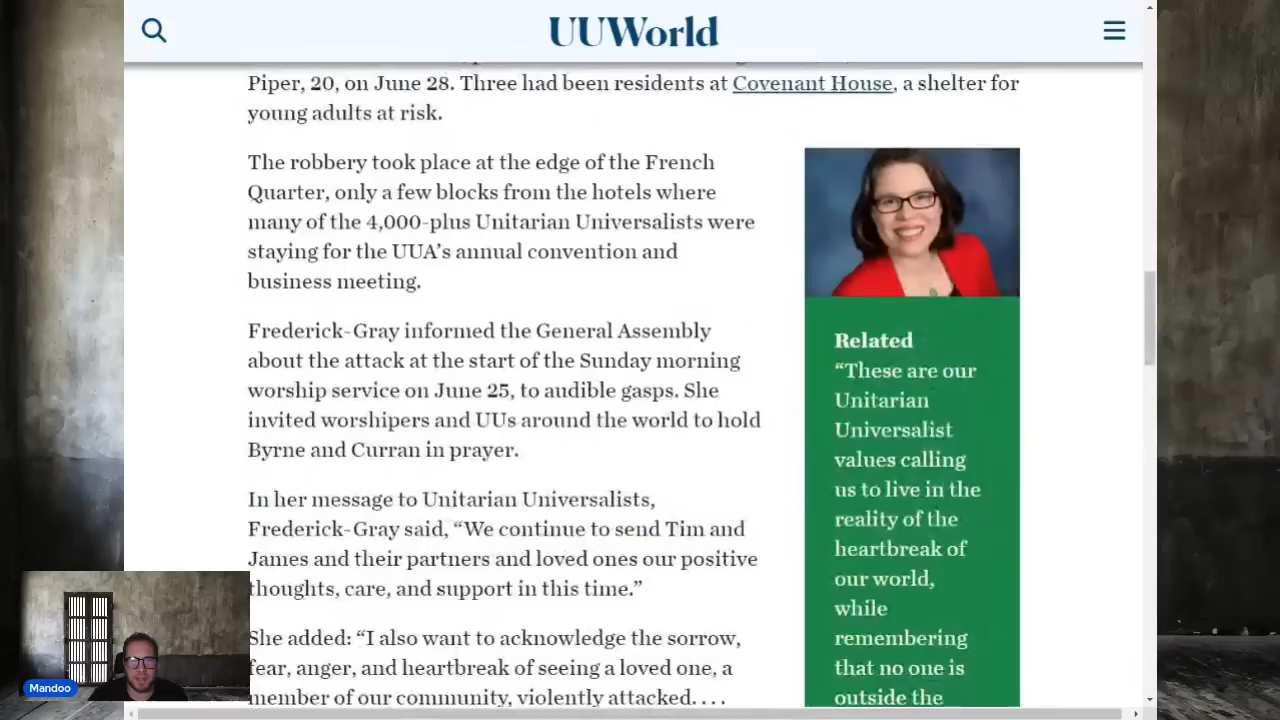 UUWorld
Piper, 20, on June 28. Three had been residents at Covenant House, a shelter for
young adults at risk.
The robbery took place at the edge of the French
Quarter, only a few blocks from the hotels where
many of the 4,000-plus Unitarian Universalists were
staying for the UUA’s annual convention and
business meeting.
Frederick-Gray informed the General Assembly
about the attack at the start of the Sunday morning
worship service on June 25, to audible gasps. She
invited worshipers and UUs around the world to hold
Byrne and Curran in prayer.
In her message to Unitarian Universalists,
Frederick-Gray said, “We continue to send Tim and
James and their partners and loved ones our positive
thoughts, care, and support in this time.”
She added: “I also want to acknowledge the sorrow,
fear, anger, and heartbreak of seeing a loved one, a
member of our community, violently attacked. . . .
Related
“These are our
Unitarian
Universalist
values calling
us to live in the
reality of the
heartbreak of
our world,
while
remembering
that no one is
outside the
Mandoo